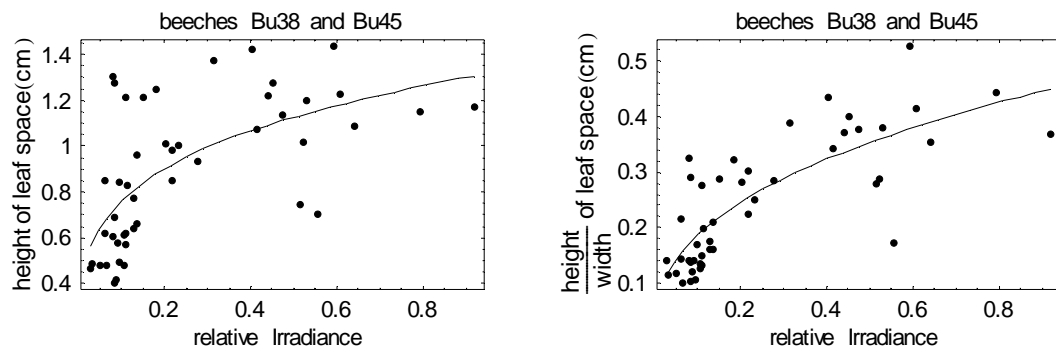 beeches Bu38 and Bu45
height of leaf space(cm)
1.4
1.2
1
0.8
0.6
0.4
0.2 0.4 0.6 0.8
relative Irradiance
beeches Bu38 and Bu45
height
width
of leaf space(cm)
0.5
0.4
0.3
0.2
0.1
0.2 0.4 0.6 0.8
relative Irradiance